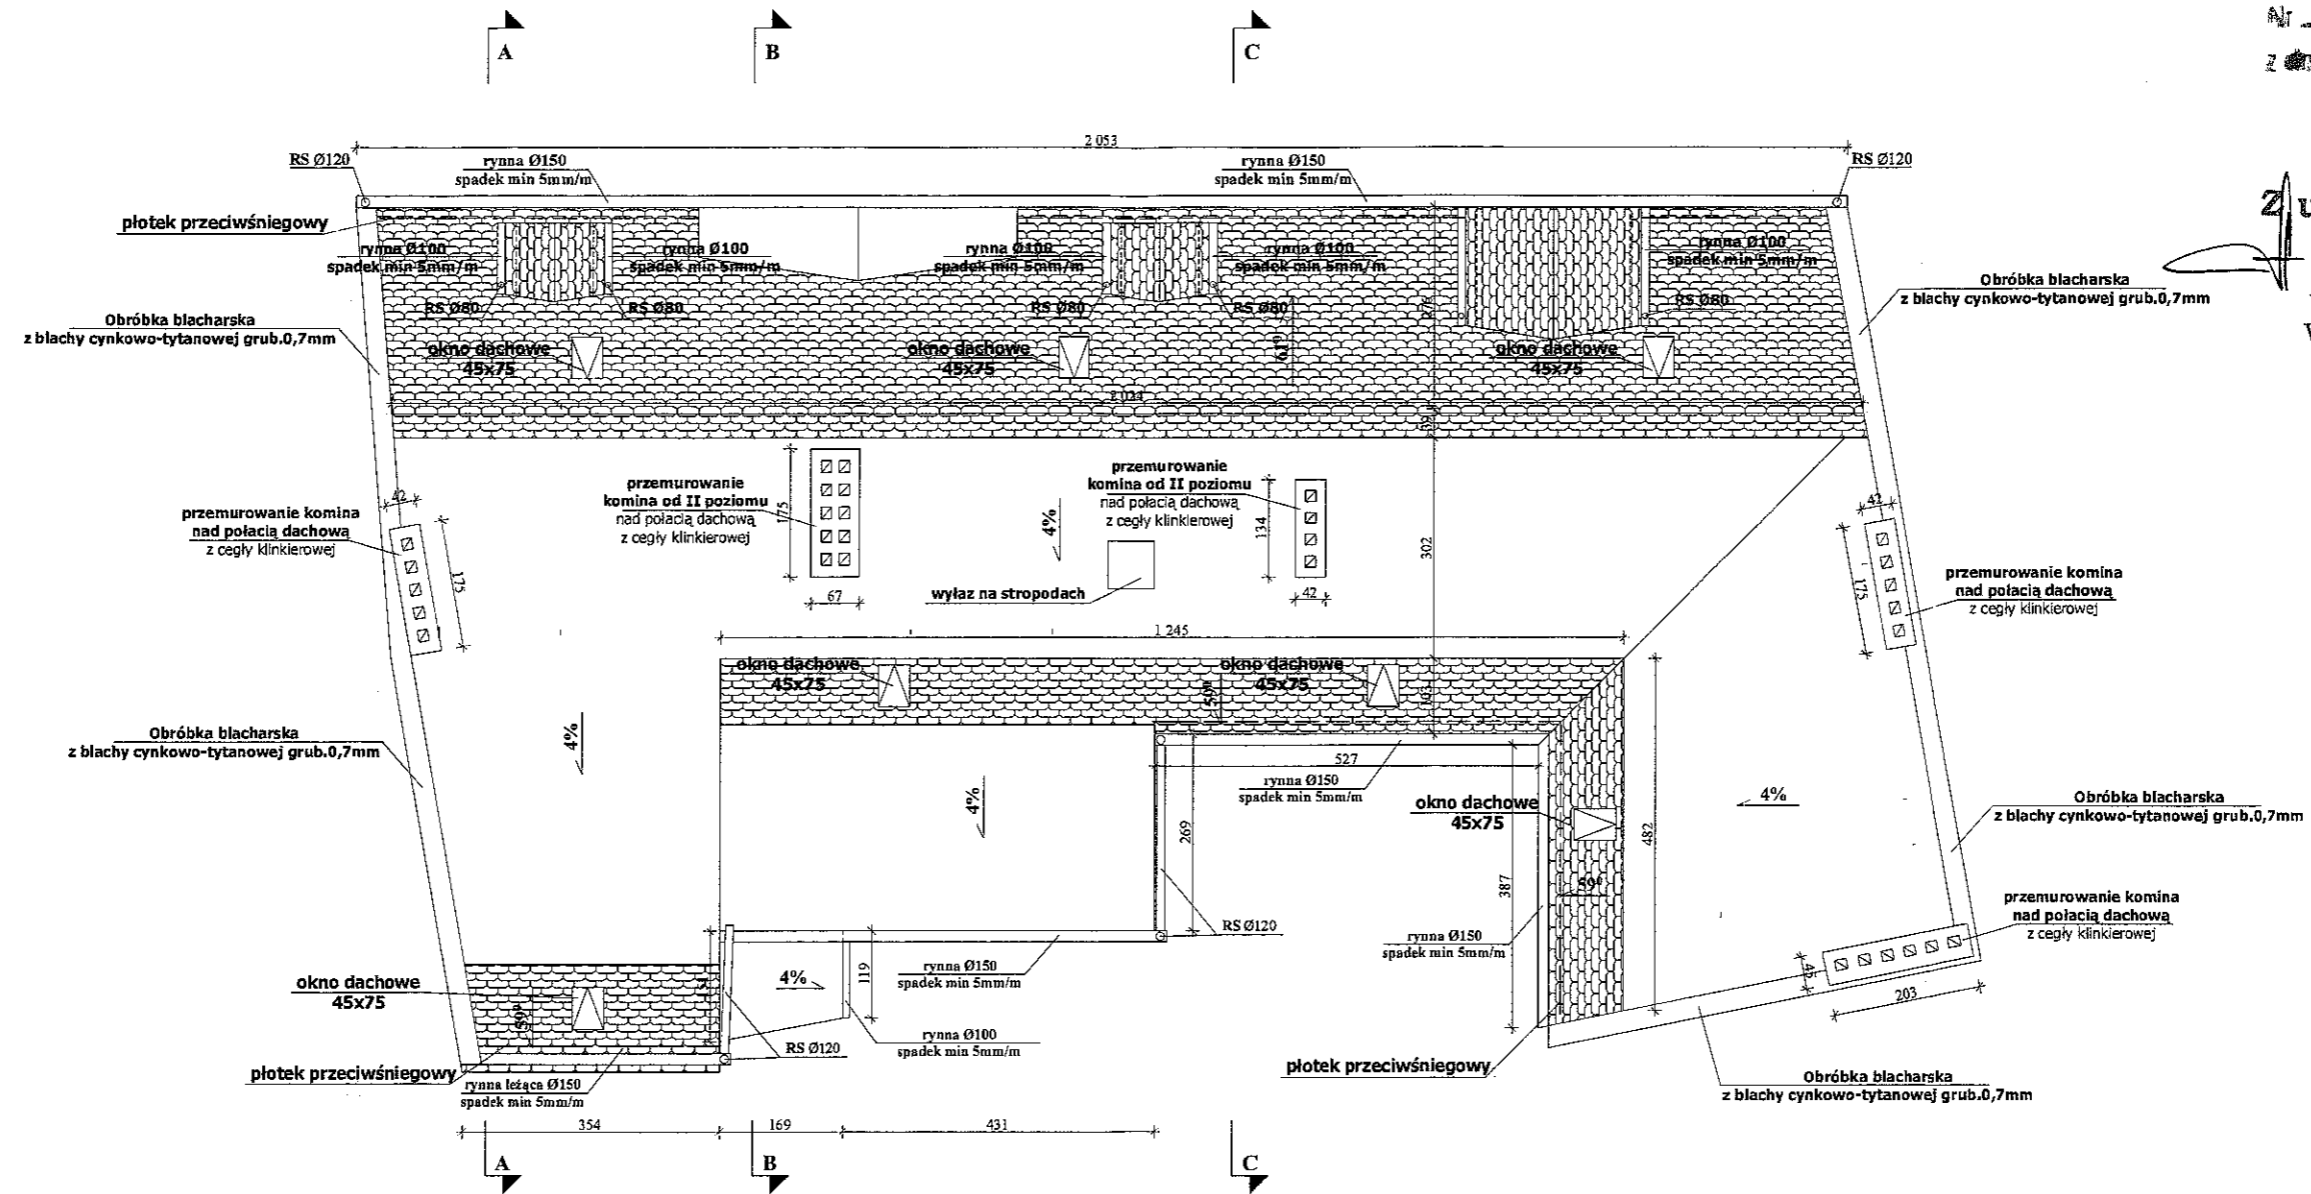 A
B
C
Nr
z
2 053
RS Ø120
rynna Ø150
spadek min 5mm/m
rynna Ø150
spadek min 5mm/m
RS Ø120
płotek przeciwśniegowy
rynna Ø100
spadek min 5mm/m
rynna Ø100
spadek min 5mm/m
rynna Ø100
spadek min 5mm/m
rynna Ø100
spadek min 5mm/m
rynna Ø100
spadek min 5mm/m
RS Ø80
RS Ø80
RS Ø80
RS Ø80
RS Ø80
276
61⁰
Obróbka blacharska
z blachy cynkowo-tytanowej grub.0,7mm
Obróbka blacharska
z blachy cynkowo-tytanowej grub.0,7mm
okno dachowe
45x75
okno dachowe
45x75
okno dachowe
45x75
2 024
42
przemurowanie komina
nad połacią dachową
z cegły klinkierowej
175
przemurowanie
komina od II poziomu
nad połacią dachową
z cegły klinkierowej
175
67
4%
wyłaz na stropodach
przemurowanie
komina od II poziomu
nad połacią dachową
z cegły klinkierowej
134
42
302
42
175
przemurowanie komina
nad połacią dachową
z cegły klinkierowej
1 245
okno dachowe
45x75
okno dachowe
45x75
50⁰
103
Obróbka blacharska
z blachy cynkowo-tytanowej grub.0,7mm
4%
4%
527
rynna Ø150
spadek min 5mm/m
269
okno dachowe
45x75
482
387
59⁰
4%
Obróbka blacharska
z blachy cynkowo-tytanowej grub.0,7mm
rynna Ø150
spadek min 5mm/m
RS Ø120
przemurowanie komina
nad połacią dachową
z cegły klinkierowej
45
203
okno dachowe
45x75
59⁰
4%
119
rynna Ø150
spadek min 5mm/m
rynna Ø100
spadek min 5mm/m
RS Ø120
płotek przeciwśniegowy
rynna leżąca Ø150
spadek min 5mm/m
płotek przeciwśniegowy
Obróbka blacharska
z blachy cynkowo-tytanowej grub.0,7mm
354
169
431
A
B
C